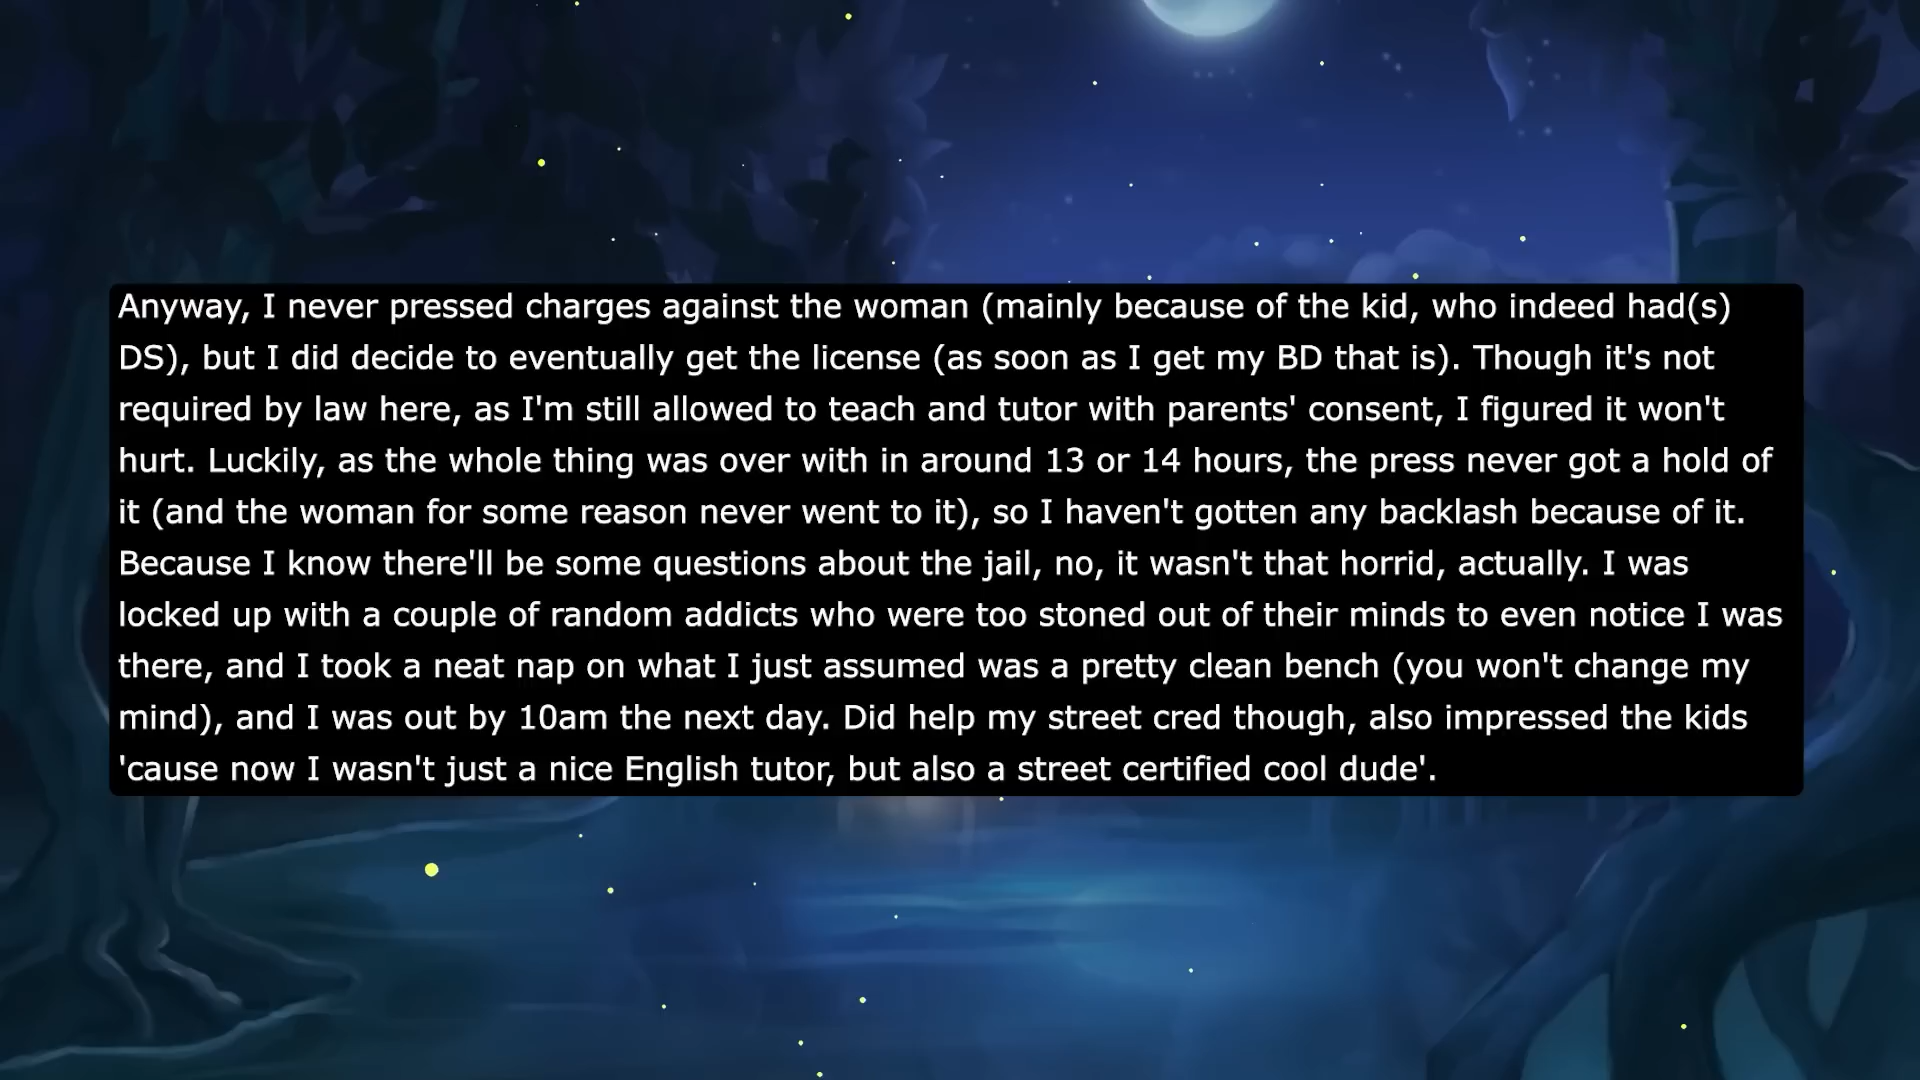 Anyway, I never pressed charges against the woman (mainly because of the kid, who indeed had(s)
DS), but I did decide to eventually get the license (as soon as I get my BD that is). Though it's not
required by law here, as I'm still allowed to teach and tutor with parents' consent, I figured it won't
hurt. Luckily, as the whole thing was over with in around 13 or 14 hours, the press never got a hold of
it (and the woman for some reason never went to it), so I haven't gotten any backlash because of it.
Because I know there'll be some questions about the jail, no, it wasn't that horrid, actually. I was
locked up with a couple of random addicts who were too stoned out of their minds to even notice I was
there, and I took a neat nap on what I just assumed was a pretty clean bench (you won't change my
mind), and I was out by 10am the next day. Did help my street cred though, also impressed the kids
'cause now I wasn't just a nice English tutor, but also a street certified cool dude'.